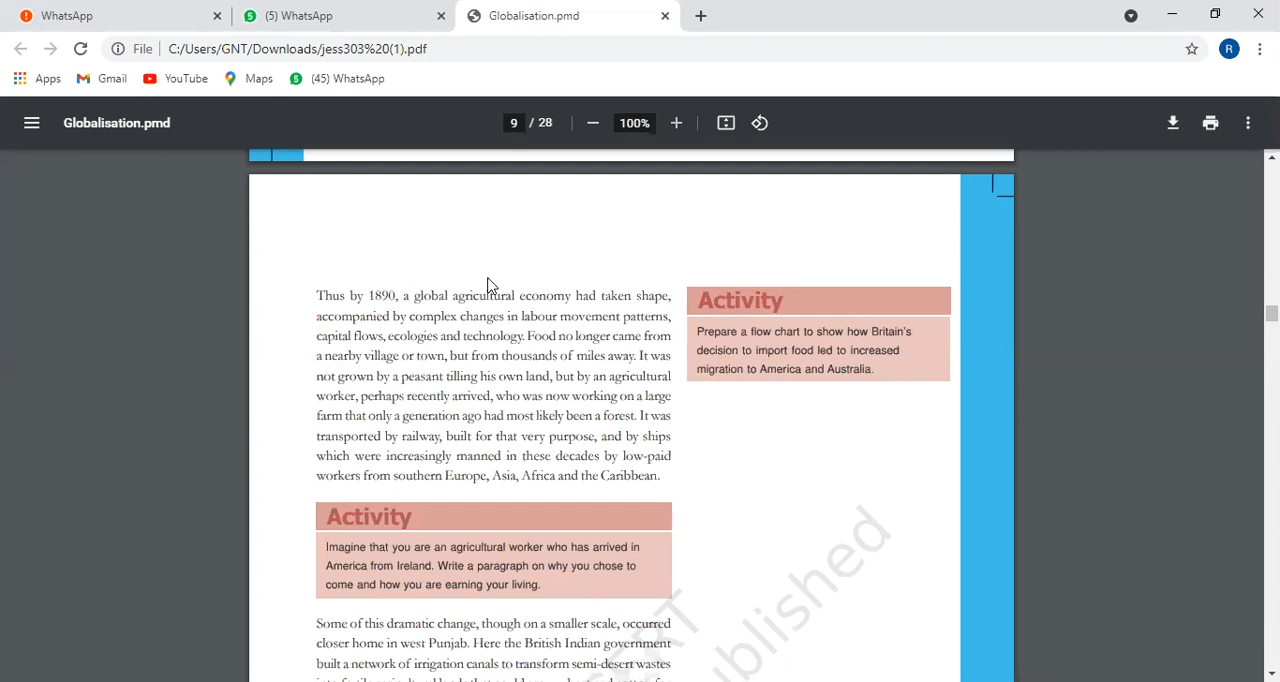 WhatsApp
(5) WhatsApp
Globalisation.pmd
File
C:/Users/GNT/Downloads/jess303%20(1).pdf
R
Apps
Gmail
YouTube
Maps
5
(45) WhatsApp
Globalisation.pmd
9 / 28
100%
Thus by 1890, a global agricultural economy had taken shape,
accompanied by complex changes in labour movement patterns,
capital flows, ecologies and technology. Food no longer came from
a nearby village or town, but from thousands of miles away. It was
not grown by a peasant tilling his own land, but by an agricultural
worker, perhaps recently arrived, who was now working on a large
farm that only a generation ago had most likely been a forest. It was
transported by railway, built for that very purpose, and by ships
which were increasingly manned in these decades by low-paid
workers from southern Europe, Asia, Africa and the Caribbean.
Activity
Prepare a flow chart to show how Britain's
decision to import food led to increased
migration to America and Australia.
Activity
Imagine that you are an agricultural worker who has arrived in
America from Ireland. Write a paragraph on why you chose to
come and how you are earning your living.
Some of this dramatic change, though on a smaller scale, occurred
closer home in west Punjab. Here the British Indian government
built a network of irrigation canals to transform semi-desert wastes
ublished